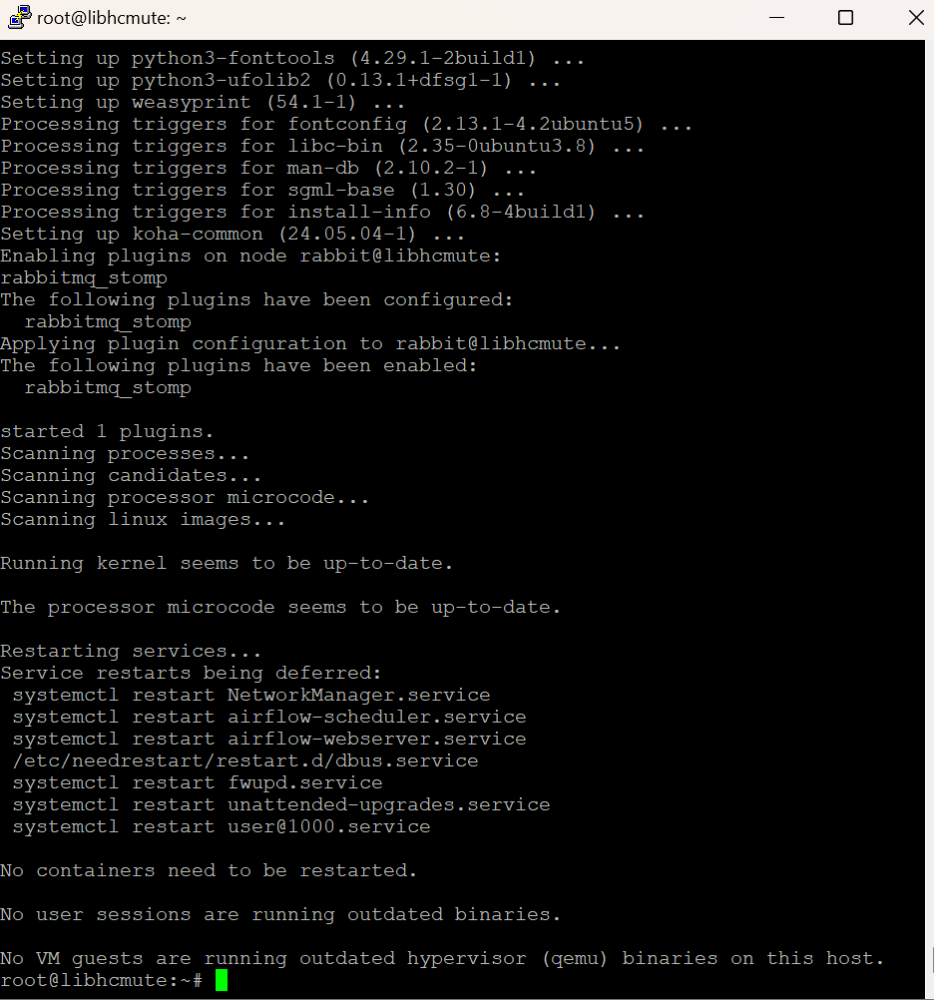 root@libhcmute: ~
Setting up python3-fonttools (4.29.1-2build1) ...
Setting up python3-ufolib2 (0.13.1+dfsg1-1) ...
Setting up weasyprint (54.1-1) ...
Processing triggers for fontconfig (2.13.1-4.2ubuntu5) ...
Processing triggers for libc-bin (2.35-0ubuntu3.8) ...
Processing triggers for man-db (2.10.2-1) ...
Processing triggers for sgml-base (1.30) ...
Processing triggers for install-info (6.8-4build1) ...
Setting up koha-common (24.05.04-1) ...
Enabling plugins on node rabbit@libhcmute:
rabbitmq_stomp
The following plugins have been configured:
  rabbitmq_stomp
Applying plugin configuration to rabbit@libhcmute...
The following plugins have been enabled:
  rabbitmq_stomp

started 1 plugins.
Scanning processes...
Scanning candidates...
Scanning processor microcode...
Scanning linux images...

Running kernel seems to be up-to-date.

The processor microcode seems to be up-to-date.

Restarting services...
Service restarts being deferred:
 systemctl restart NetworkManager.service
 systemctl restart airflow-scheduler.service
 systemctl restart airflow-webserver.service
 /etc/needrestart/restart.d/dbus.service
 systemctl restart fwupd.service
 systemctl restart unattended-upgrades.service
 systemctl restart user@1000.service

No containers need to be restarted.

No user sessions are running outdated binaries.

No VM guests are running outdated hypervisor (qemu) binaries on this host.
root@libhcmute:~#